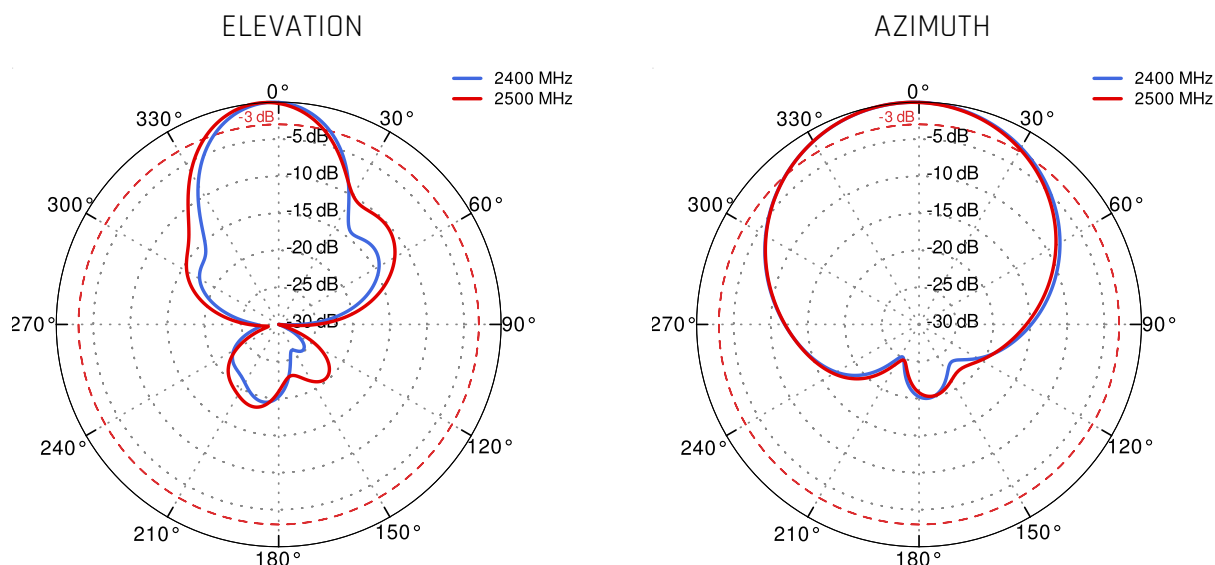 ELEVATION
2400 MHz
2500 MHz
0°
330°
-3 dB
30°
-5 dB
-10 dB
300°
60°
-15 dB
-20 dB
-25 dB
270°
-30 dB
90°
240°
120°
210°
150°
180°
AZIMUTH
2400 MHz
2500 MHz
0°
330°
-3 dB
30°
-5 dB
-10 dB
300°
60°
-15 dB
-20 dB
-25 dB
270°
-30 dB
90°
240°
120°
210°
150°
180°